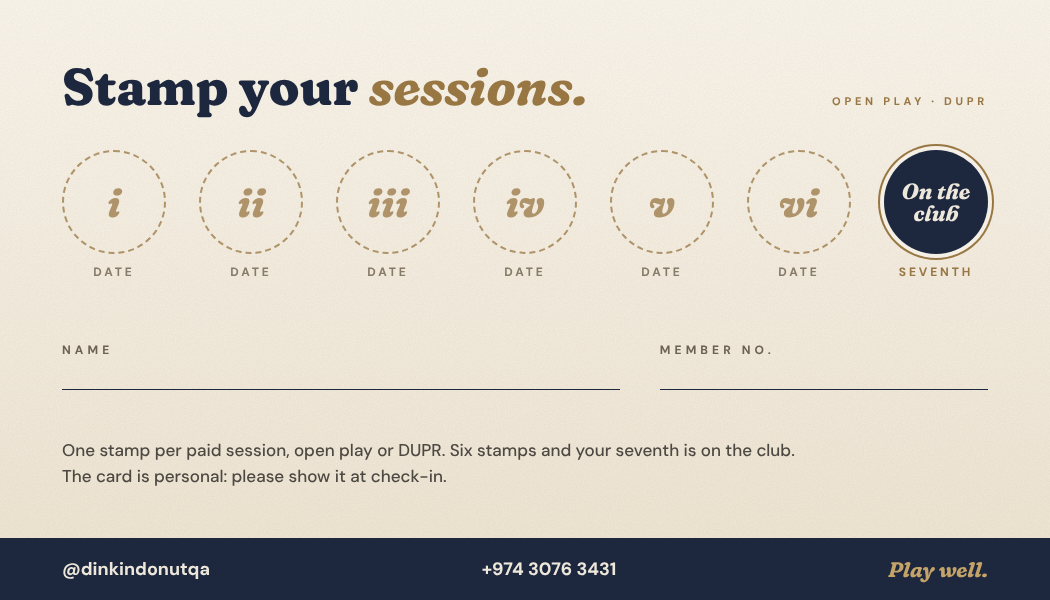 Stamp your sessions.
OPEN PLAY · DUPR
i ii iii iv v vi On the
club
DATE DATE DATE DATE DATE DATE SEVENTH
NAME MEMBER NO.
One stamp per paid session, open play or DUPR. Six stamps and your seventh is on the club.
The card is personal: please show it at check-in.
@dinkindonutqa +974 3076 3431 Play well.